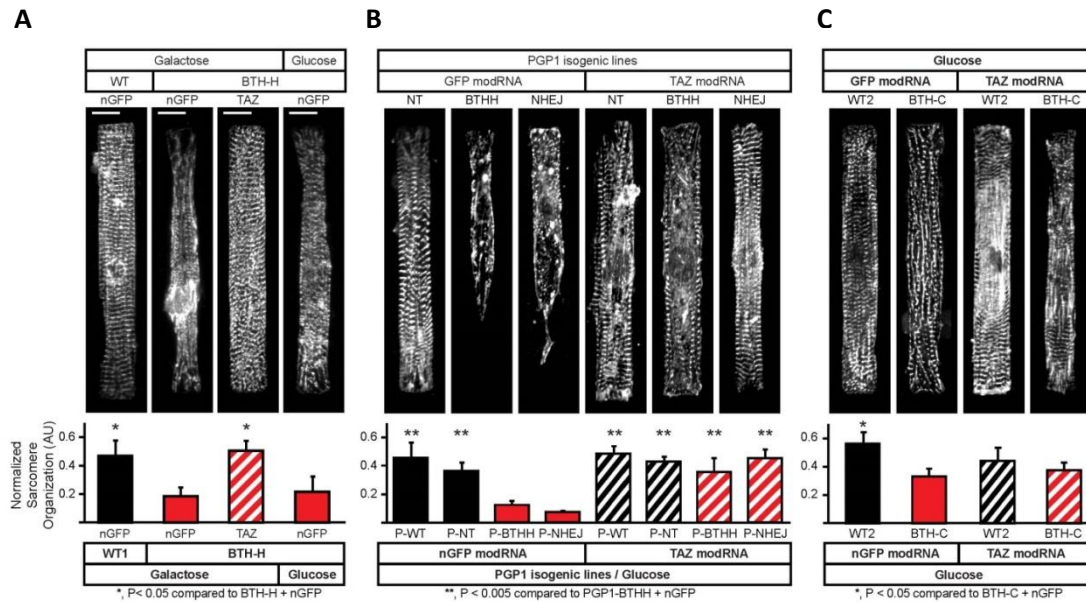 A
Galactose Glucose
WT BTH-H
nGFP nGFP TAZ nGFP
Normalized
Sarcomere
Organization (AU)
0.6
0.4
0.2
* *
nGFP nGFP TAZ nGFP
WT1 BTH-H
Galactose Glucose
*, P< 0.05 compared to BTH-H + nGFP
B
PGP1 isogenic lines
GFP modRNA TAZ modRNA
NT BTHH NHEJ NT BTHH NHEJ
0.6
0.4
0.2
** ** ** ** ** **
P-WT P-NT P-BTHH P-NHEJ P-WT P-NT P-BTHH P-NHEJ
nGFP modRNA TAZ modRNA
PGP1 isogenic lines / Glucose
**, P < 0.005 compared to PGP1-BTHH + nGFP
C
Glucose
GFP modRNA TAZ modRNA
WT2 BTH-C WT2 BTH-C
0.6
0.4
0.2
*
WT2 BTH-C WT2 BTH-C
nGFP modRNA TAZ modRNA
Glucose
*, P < 0.05 compared to BTH-C + nGFP